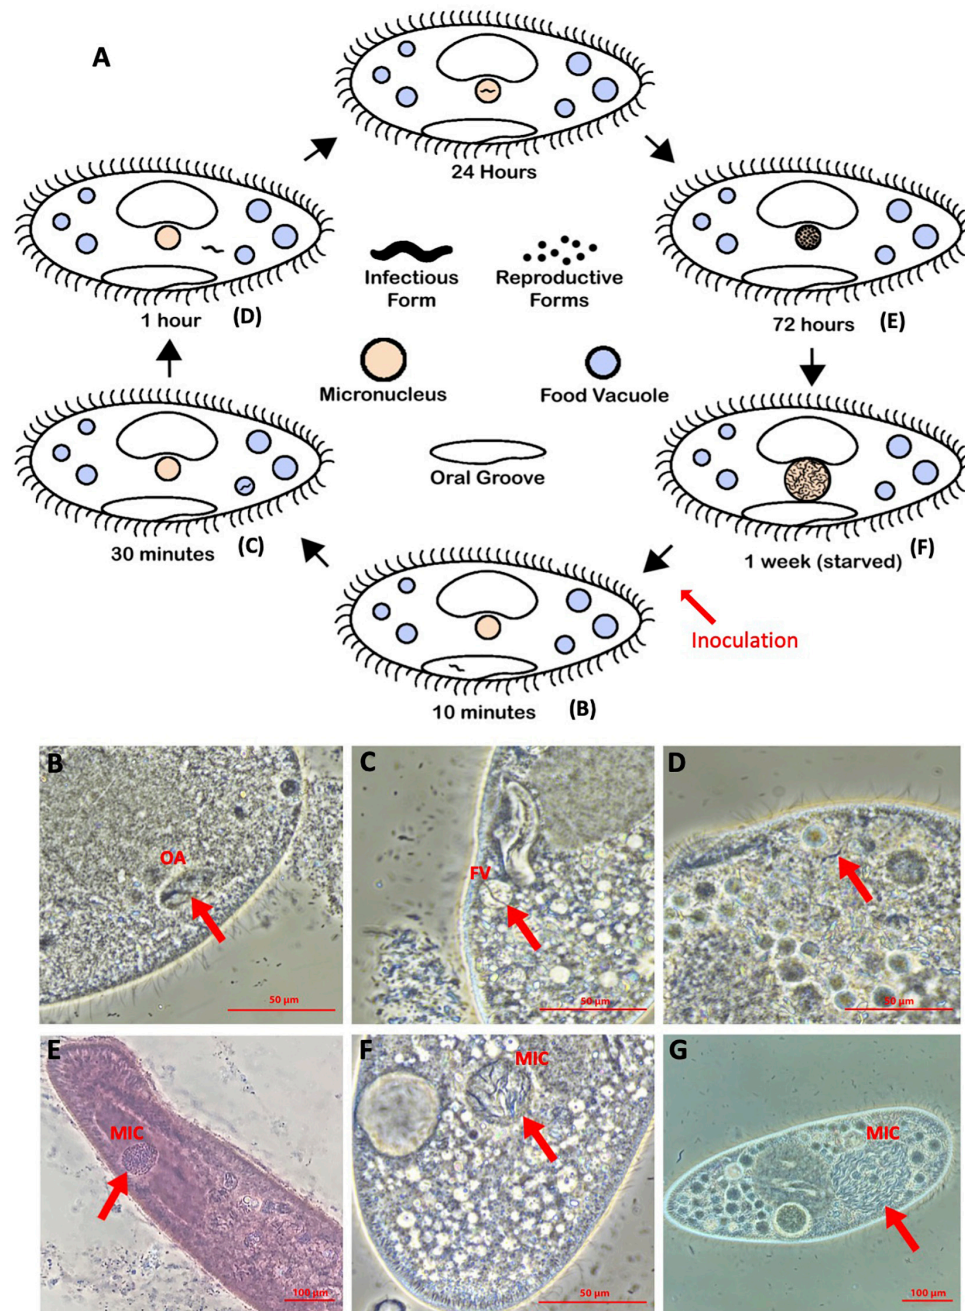 A
24 Hours
1 hour
(D)
Infectious
Form
Reproductive
Forms
72 hours
(E)
Micronucleus
Food Vacuole
Oral Groove
30 minutes
(C)
1 week (starved)
(F)
Inoculation
10 minutes
(B)
B
OA
50 µm
C
FV
50 µm
D
50 µm
E
MIC
100 µm
F
MIC
50 µm
G
MIC
100 µm